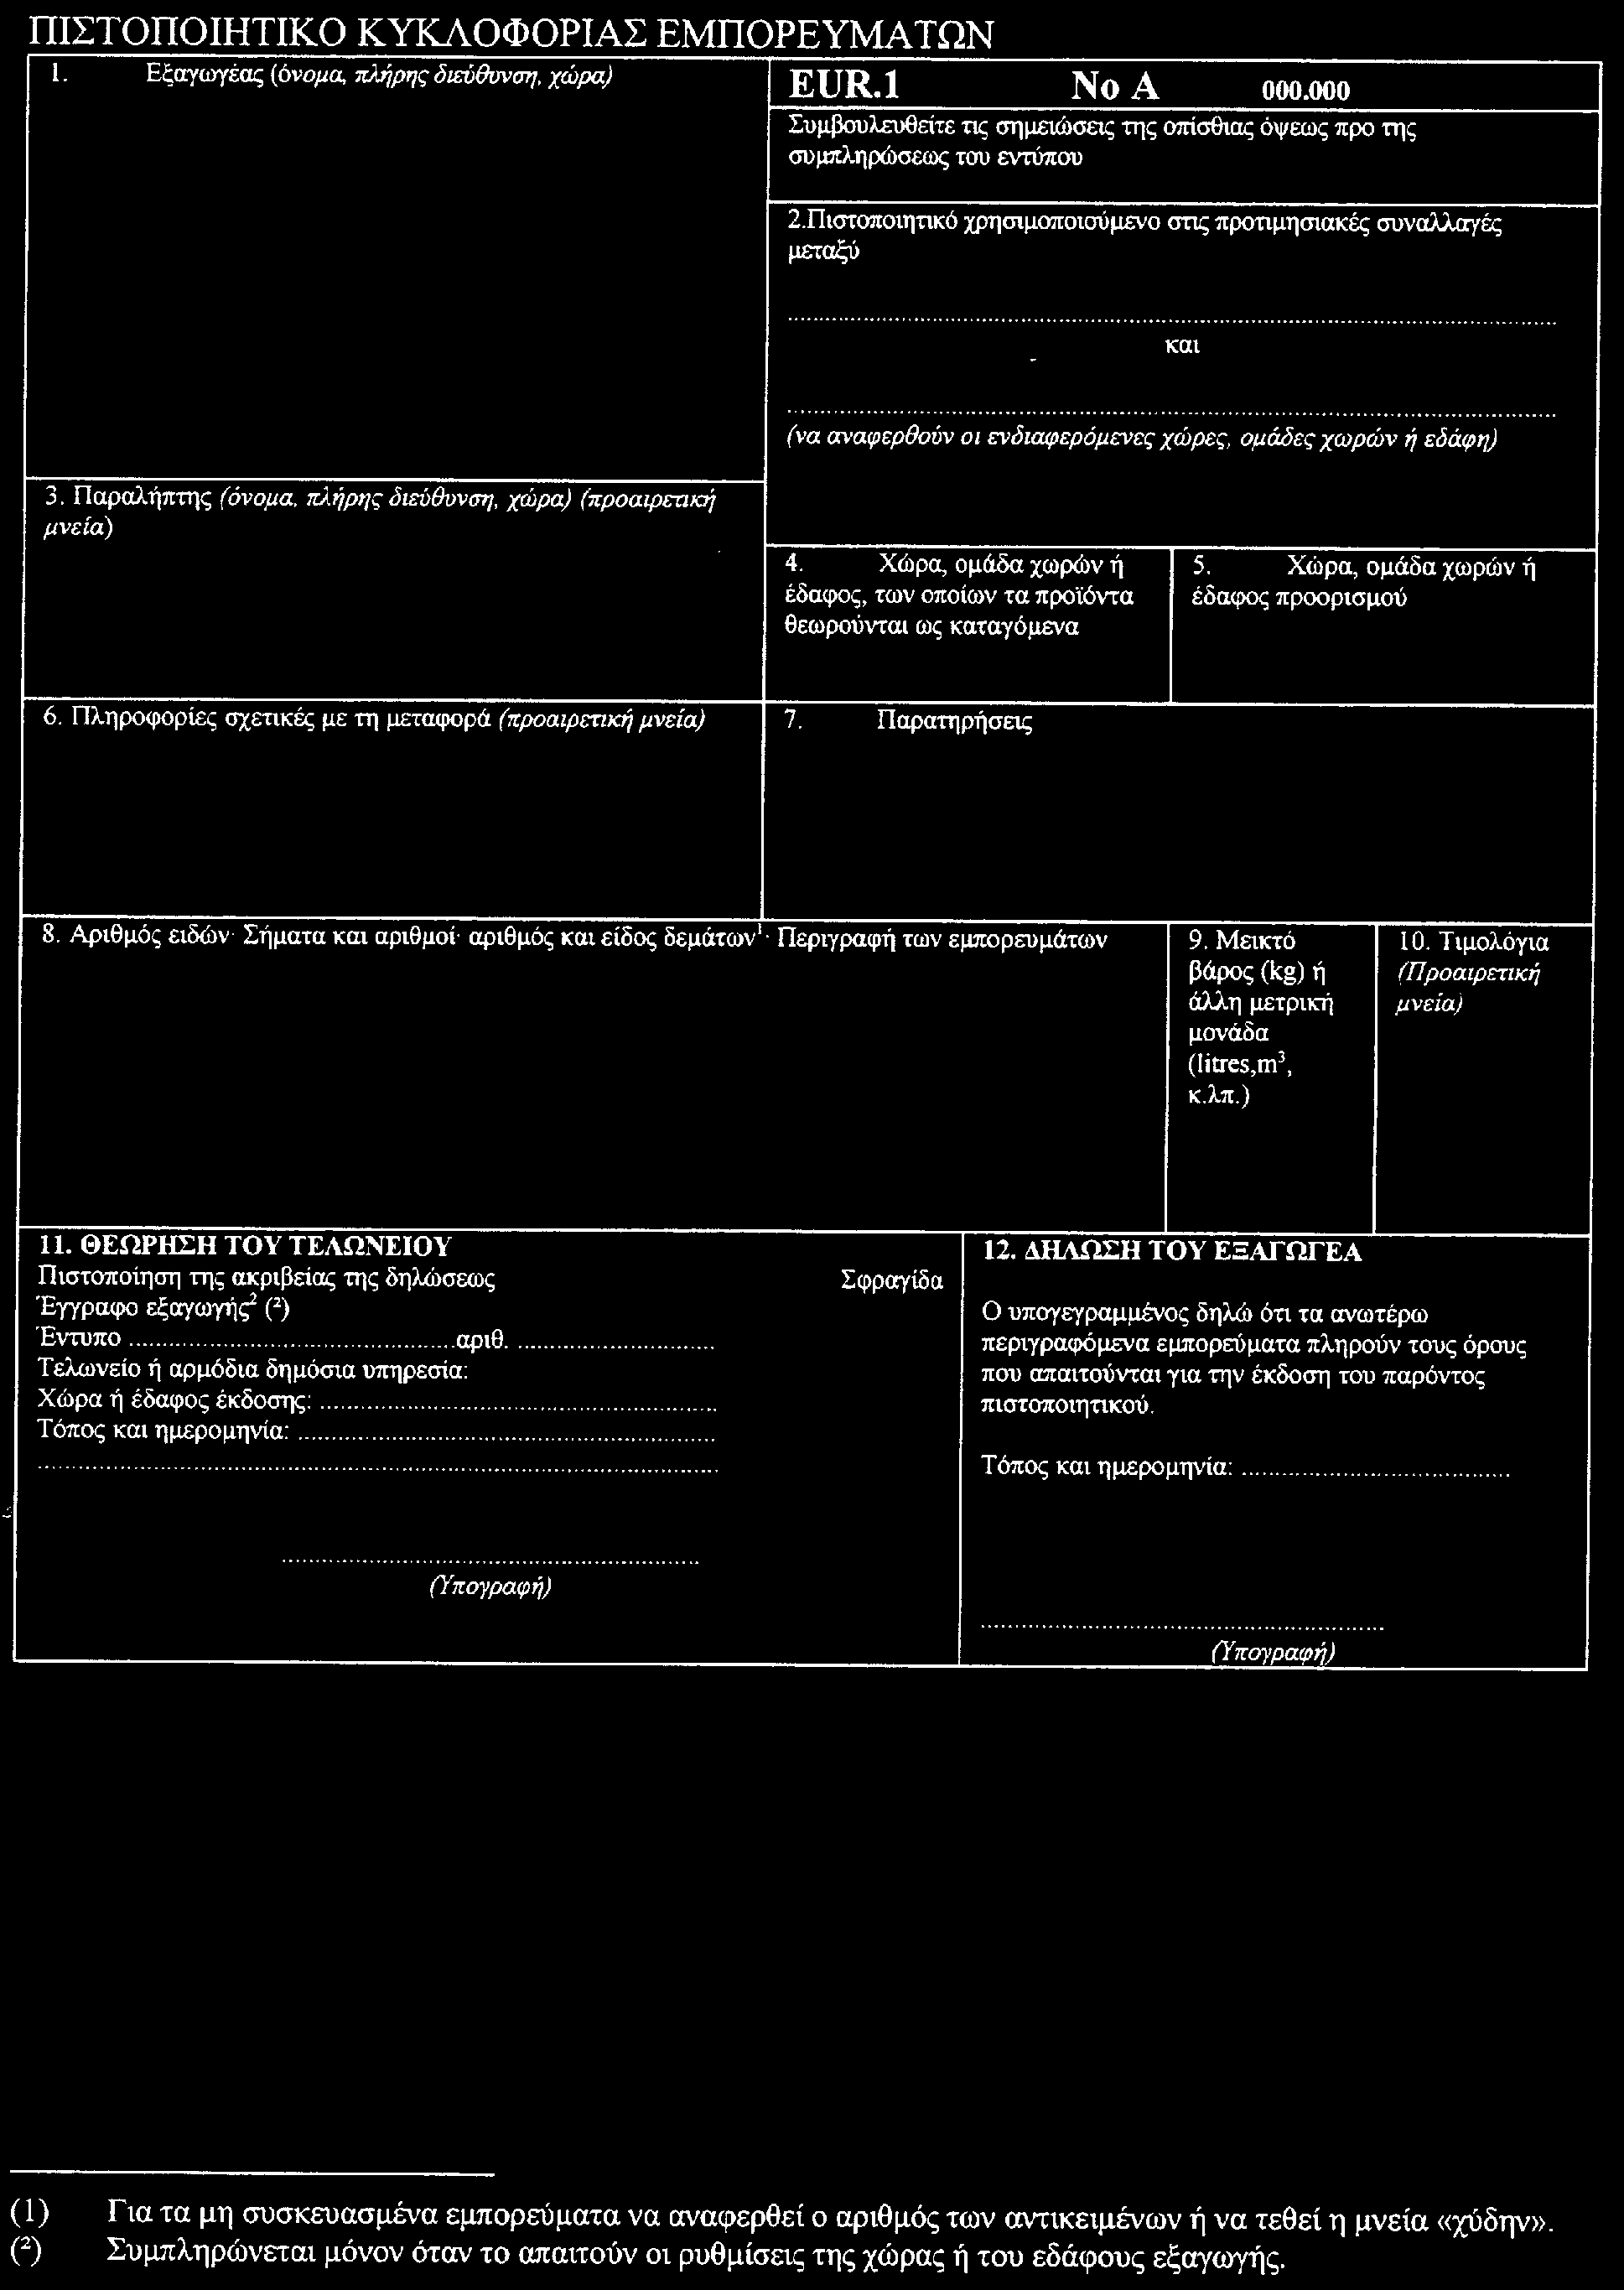 ΠΙΣΤΟΠΟΙΗΤΙΚΟ ΚΥΚΛΟΦΟΡΙΑΣ ΕΜΠΟΡΕΥΜΑΤΩΝ
1. Εξαγωγέας (όνομα, πλήρης διεύθυνση, χώρα)
EUR.1 No A 000.000
Συμβουλευθείτε τις σημειώσεις της οπίσθιας όψεως προ της
συμπληρώσεως του εντύπου
2.Πιστοποιητικό χρησιμοποιούμενο στις προτιμησιακές συναλλαγές
μεταξύ
................................................................
και
................................................................
(να αναφερθούν οι ενδιαφερόμενες χώρες, ομάδες χωρών ή εδάφη)
3. Παραλήπτης (όνομα, πλήρης διεύθυνση, χώρα) (προαιρετική
μνεία)
4. Χώρα, ομάδα χωρών ή
έδαφος, των οποίων τα προϊόντα
θεωρούνται ως καταγόμενα
5. Χώρα, ομάδα χωρών ή
έδαφος προορισμού
6. Πληροφορίες σχετικές με τη μεταφορά (προαιρετική μνεία)
7. Παρατηρήσεις
8. Αριθμός ειδών· Σήματα και αριθμοί· αριθμός και είδος δεμάτων¹· Περιγραφή των εμπορευμάτων
9. Μεικτό
βάρος (kg) ή
άλλη μετρική
μονάδα
(litres,m³,
κ.λπ.)
10. Τιμολόγια
(Προαιρετική
μνεία)
11. ΘΕΩΡΗΣΗ ΤΟΥ ΤΕΛΩΝΕΙΟΥ
Πιστοποίηση της ακριβείας της δηλώσεως
Σφραγίδα
Έγγραφο εξαγωγής² (²)
Έντυπο ..............................αριθ. ....................
Τελωνείο ή αρμόδια δημόσια υπηρεσία:
Χώρα ή έδαφος έκδοσης: ........................................
Τόπος και ημερομηνία: ........................................
................................................................
(Υπογραφή)
12. ΔΗΛΩΣΗ ΤΟΥ ΕΞΑΓΩΓΕΑ
Ο υπογεγραμμένος δηλώ ότι τα ανωτέρω
περιγραφόμενα εμπορεύματα πληρούν τους όρους
που απαιτούνται για την έκδοση του παρόντος
πιστοποιητικού.
Τόπος και ημερομηνία: ..............................
........................................
(Υπογραφή)
(1) Για τα μη συσκευασμένα εμπορεύματα να αναφερθεί ο αριθμός των αντικειμένων ή να τεθεί η μνεία «χύδην».
(²) Συμπληρώνεται μόνον όταν το απαιτούν οι ρυθμίσεις της χώρας ή του εδάφους εξαγωγής.